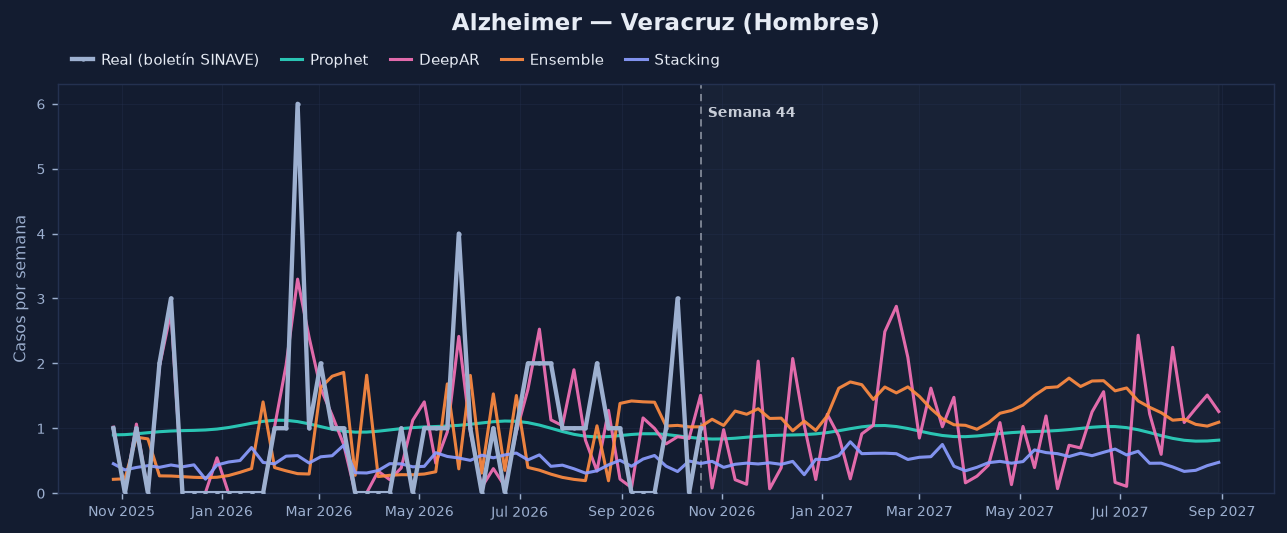 Alzheimer — Veracruz (Hombres)
Real (boletín SINAVE) Prophet DeepAR Ensemble Stacking
Semana 44
Casos por semana
6
5
4
3
2
1
0
Nov 2025 Jan 2026 Mar 2026 May 2026 Jul 2026 Sep 2026 Nov 2026 Jan 2027 Mar 2027 May 2027 Jul 2027 Sep 2027